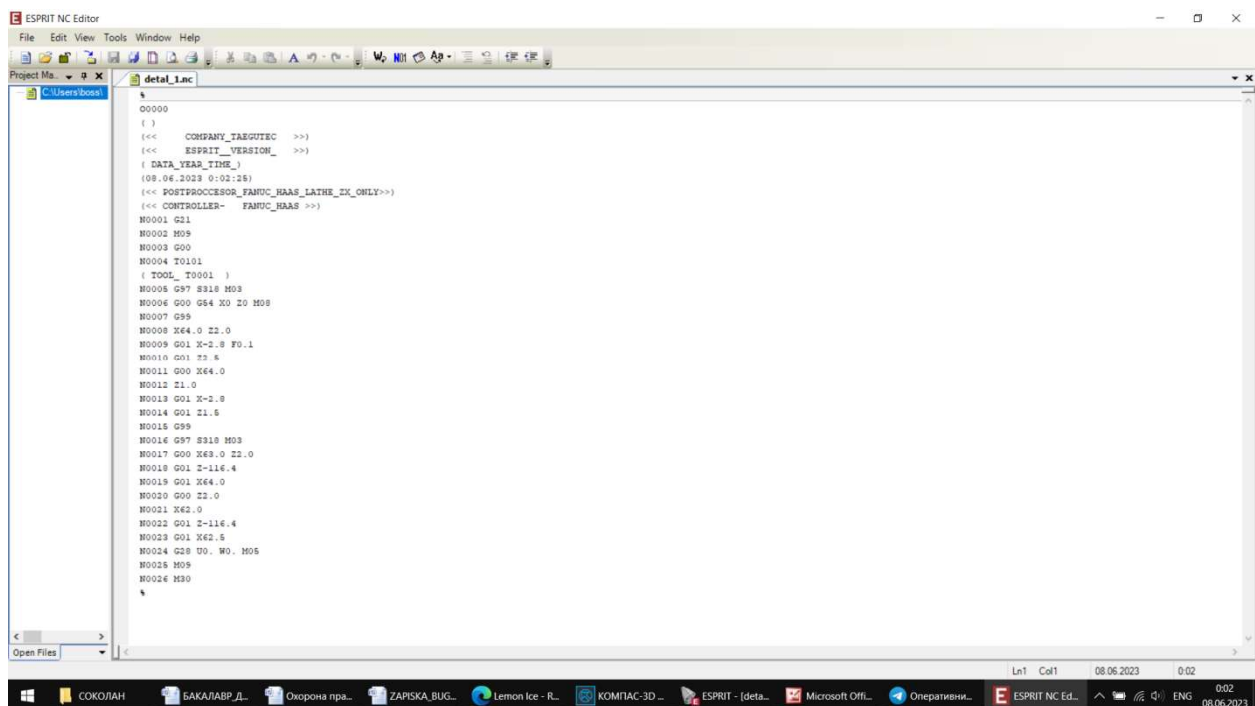 ESPRIT NC Editor
File Edit View Tools Window Help
Project Ma...
detal_1.nc
C:\Users\boss\
%
O0000
( )
(<< COMPANY_TAEGUTEC >>)
(<< ESPRIT__VERSION_ >>)
( DATA_YEAR_TIME_)
(08.06.2023 0:02:25)
(<< POSTPROCCESOR_FANUC_HAAS_LATHE_ZX_ONLY>>)
(<< CONTROLLER- FANUC_HAAS >>)
N0001 G21
N0002 M09
N0003 G00
N0004 T0101
( TOOL_ T0001 )
N0005 G97 S318 M03
N0006 G00 G54 X0 Z0 M08
N0007 G99
N0008 X64.0 Z2.0
N0009 G01 X-2.8 F0.1
N0010 G01 Z2.5
N0011 G00 X64.0
N0012 Z1.0
N0013 G01 X-2.8
N0014 G01 Z1.5
N0015 G99
N0016 G97 S318 M03
N0017 G00 X63.0 Z2.0
N0018 G01 Z-116.4
N0019 G01 X64.0
N0020 G00 Z2.0
N0021 X62.0
N0022 G01 Z-116.4
N0023 G01 X62.5
N0024 G28 U0. W0. M05
N0025 M09
N0026 M30
%
Open Files
Ln1 Col1 08.06.2023 0:02
СОКОЛАН БАКАЛАВР_Д... Охорона пра... ZAPISKA_BUG... Lemon Ice - R... КОМПАС-3D ... ESPRIT - [deta... Microsoft Offi... Оперативни... ESPRIT NC Ed... ENG 0:02
08.06.2023